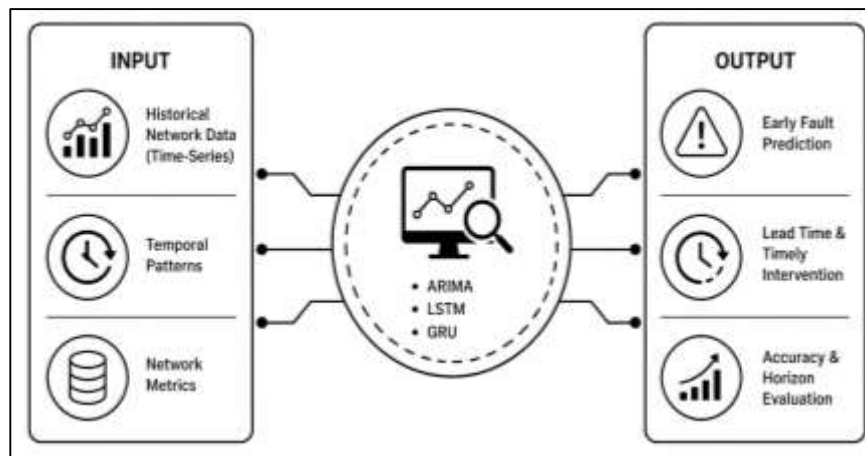 INPUT
Historical
Network Data
(Time-Series)
Temporal
Patterns
Network
Metrics
• ARIMA
• LSTM
• GRU
OUTPUT
Early Fault
Prediction
Lead Time &
Timely
Intervention
Accuracy &
Horizon
Evaluation